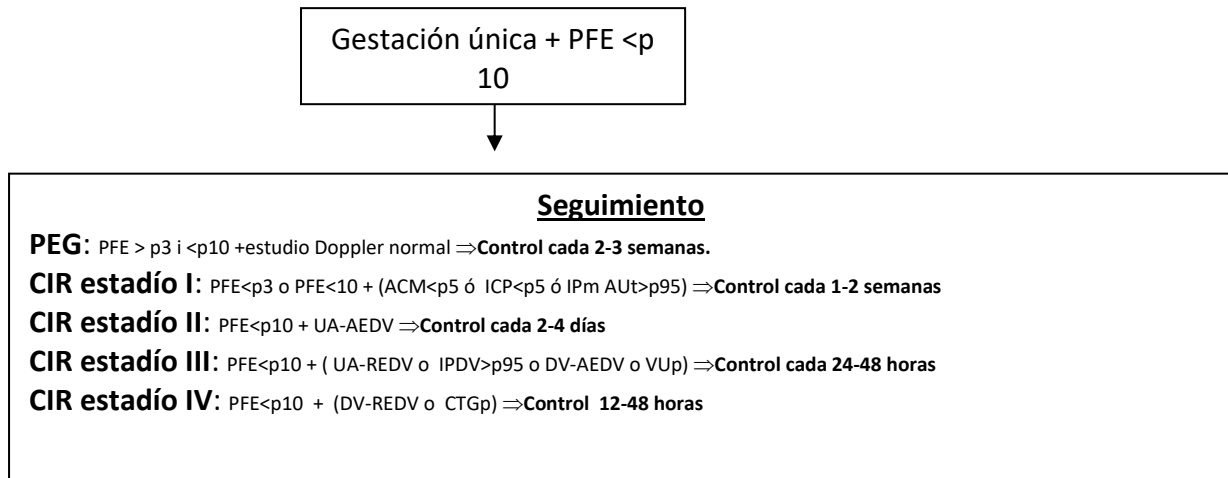 Gestación única + PFE <p
10
Seguimiento
PEG: PFE > p3 i <p10 +estudio Doppler normal ⇒Control cada 2-3 semanas.
CIR estadío I: PFE<p3 o PFE<10 + (ACM<p5 ó ICP<p5 ó IPm AUt>p95) ⇒Control cada 1-2 semanas
CIR estadío II: PFE<p10 + UA-AEDV ⇒Control cada 2-4 días
CIR estadío III: PFE<p10 + ( UA-REDV o IPDV>p95 o DV-AEDV o VUp) ⇒Control cada 24-48 horas
CIR estadío IV: PFE<p10 + (DV-REDV o CTGp) ⇒Control 12-48 horas